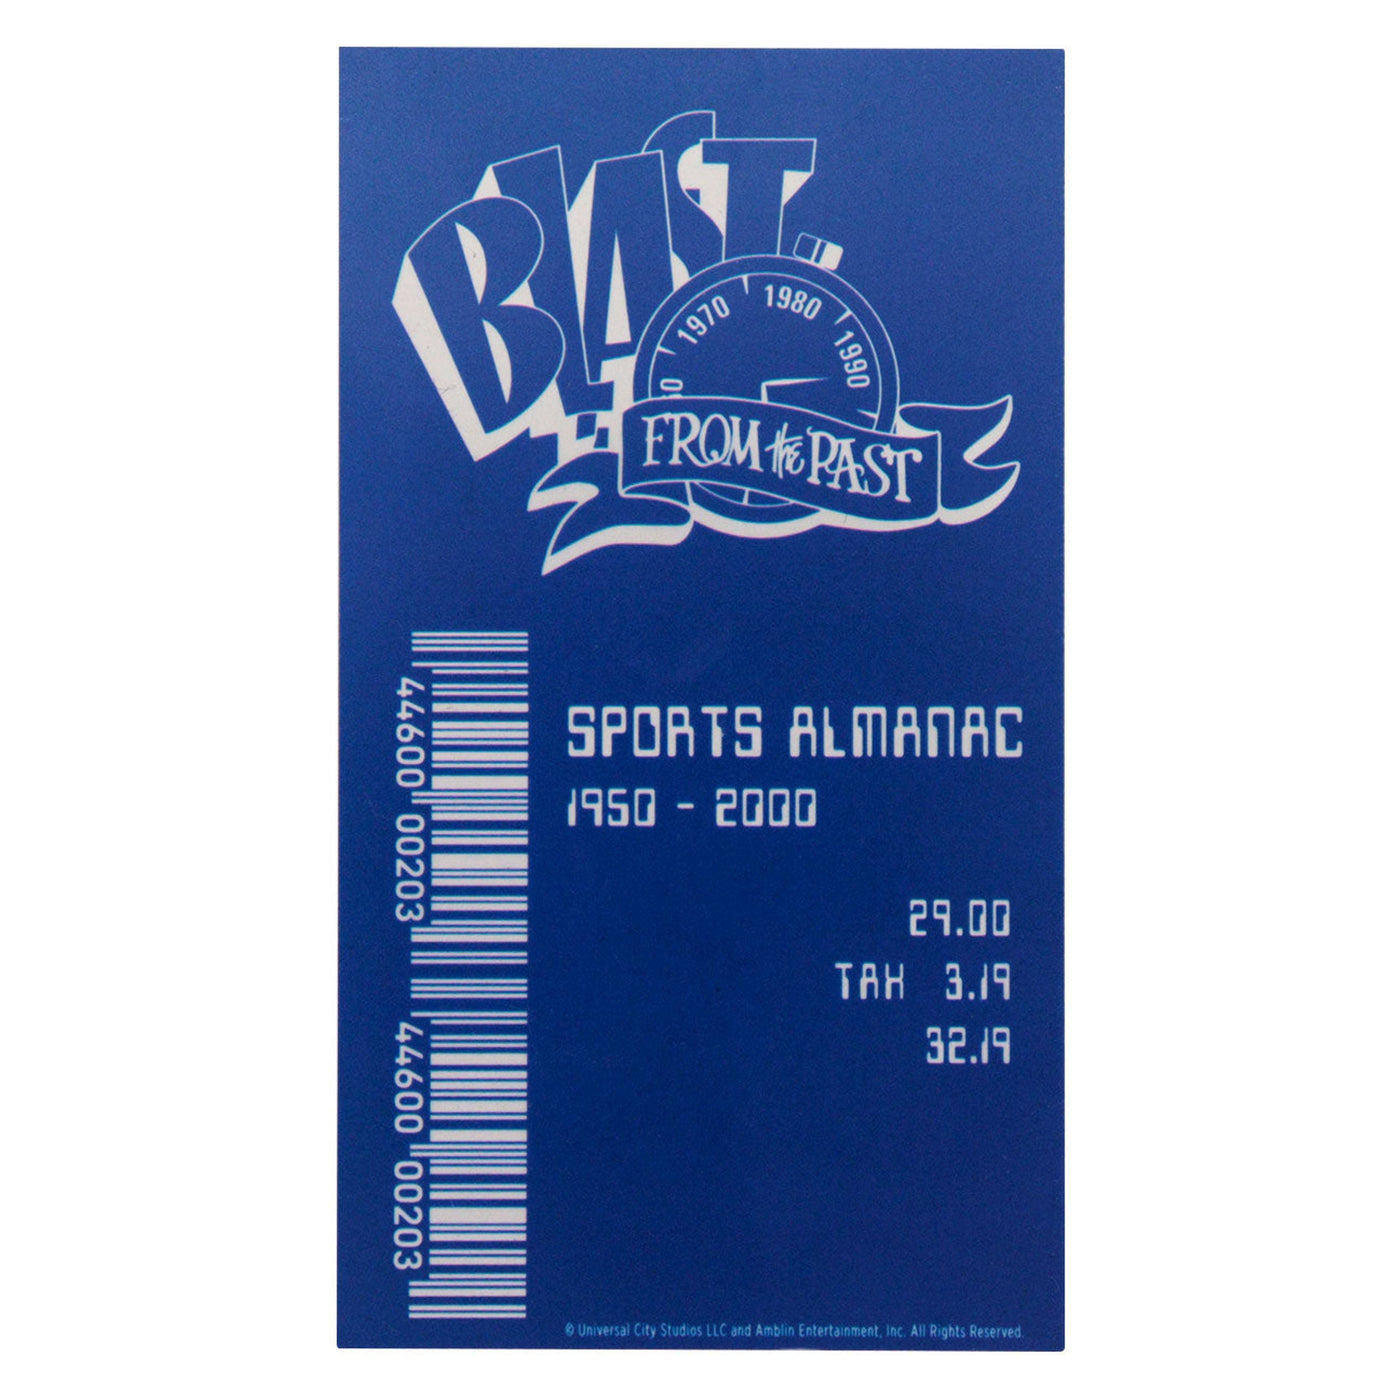 BLAST
1970 1980 1990
FROM the PAST
44600 00203
44600 00203
SPORTS ALMANAC
1950 - 2000
29.00
TAX 3.19
32.19
© Universal City Studios LLC and Amblin Entertainment, Inc. All Rights Reserved.